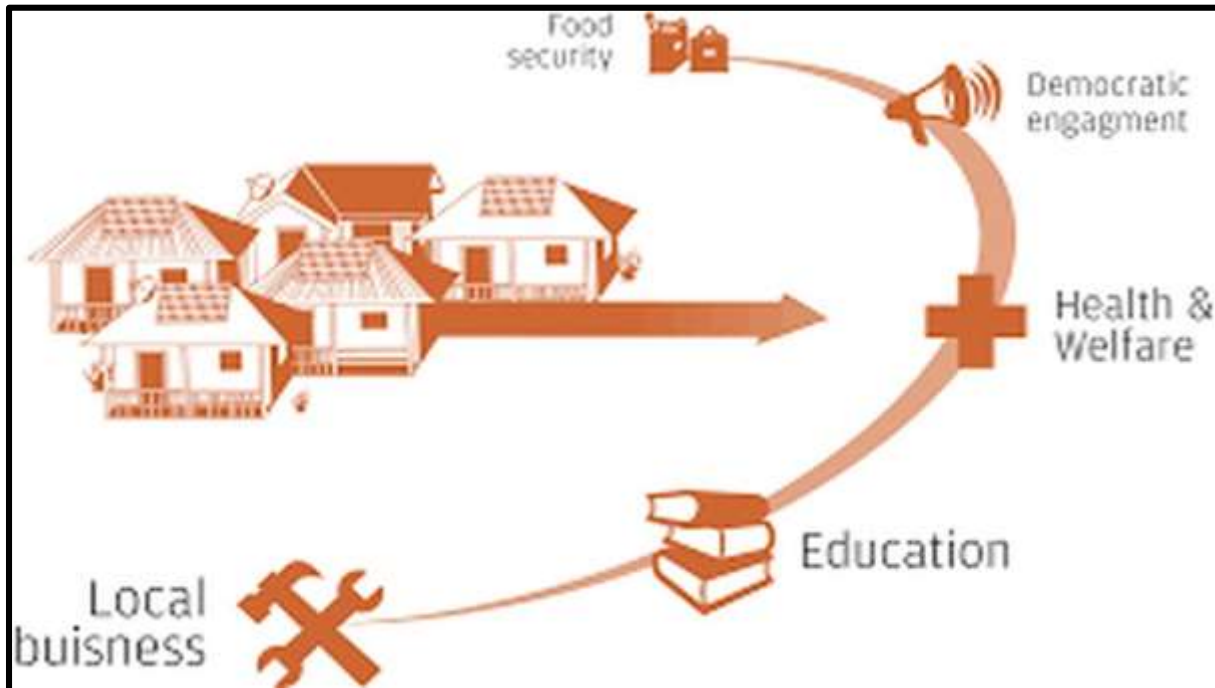 Food
security
Democratic
engagment
Health &
Welfare
Education
Local
buisness